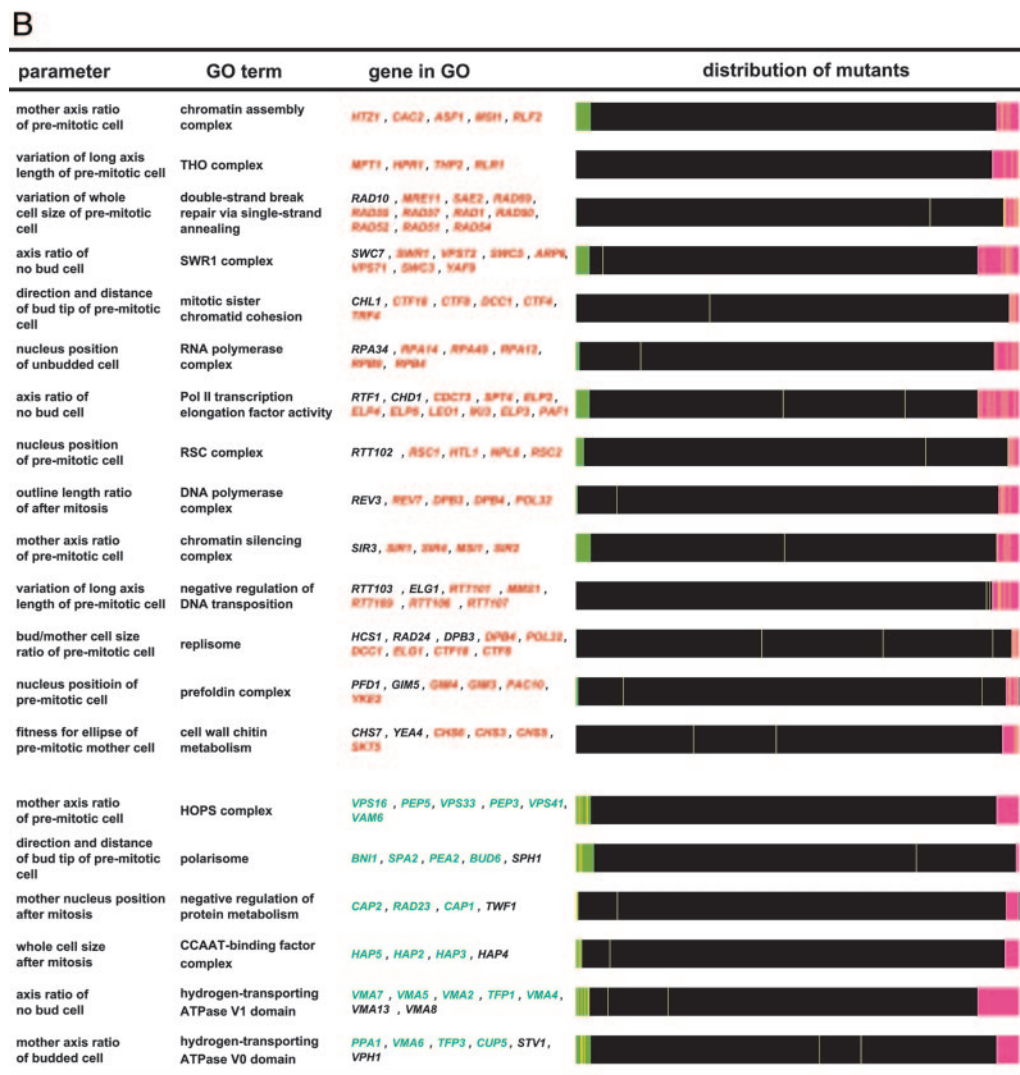 B
parameter GO term gene in GO distribution of mutants
mother axis ratio
of pre-mitotic cell
chromatin assembly
complex
HTZ1 , CAC2 , ASF1 , MSI1 , RLF2
variation of long axis
length of pre-mitotic cell
THO complex
MFT1 , HPR1 , THP2 , RLR1
variation of whole
cell size of pre-mitotic
cell
double-strand break
repair via single-strand
annealing
RAD10 , MRE11 , SAE2 , RAD59 ,
RAD55 , RAD57 , RAD1 , RAD50 ,
RAD52 , RAD51 , RAD54
axis ratio of
no bud cell
SWR1 complex
SWC7 , SWR1 , VPS72 , SWC5 , ARP6 ,
VPS71 , SWC3 , YAF9
direction and distance
of bud tip of pre-mitotic
cell
mitotic sister
chromatid cohesion
CHL1 , CTF18 , CTF8 , DCC1 , CTF4 ,
TRF4
nucleus position
of unbudded cell
RNA polymerase
complex
RPA34 , RPA14 , RPA49 , RPA12 ,
RPB4
axis ratio of
no bud cell
Pol II transcription
elongation factor activity
RTF1 , CHD1 , CDC73 , SPT4 , ELP2 ,
ELP4 , ELP6 , LEO1 , ELP3 , PAF1
nucleus position
of pre-mitotic cell
RSC complex
RTT102 , RSC1 , HTL1 , NPL6 , RSC2
outline length ratio
of after mitosis
DNA polymerase
complex
REV3 , REV7 , DPB3 , DPB4 , POL32
mother axis ratio
of pre-mitotic cell
chromatin silencing
complex
SIR3 , SIR1 , SIR4 , MSI1 , SIR2
variation of long axis
length of pre-mitotic cell
negative regulation of
DNA transposition
RTT103 , ELG1 , RTT101 , MMS1 ,
RTT109 , RTT106 , RTT107
bud/mother cell size
ratio of pre-mitotic cell
replisome
HCS1 , RAD24 , DPB3 , DPB4 , POL32 ,
DCC1 , ELG1 , CTF18 , CTF8
nucleus positioin of
pre-mitotic cell
prefoldin complex
PFD1 , GIM5 , GIM4 , GIM3 , PAC10 ,
YKE2
fitness for ellipse of
pre-mitotic mother cell
cell wall chitin
metabolism
CHS7 , YEA4 , CHS6 , CHS3 , CHS5 ,
SKT5
mother axis ratio
of pre-mitotic cell
HOPS complex
VPS16 , PEP5 , VPS33 , PEP3 , VPS41 ,
VAM6
direction and distance
of bud tip of pre-mitotic
cell
polarisome
BNI1 , SPA2 , PEA2 , BUD6 , SPH1
mother nucleus position
after mitosis
negative regulation of
protein metabolism
CAP2 , RAD23 , CAP1 , TWF1
whole cell size
after mitosis
CCAAT-binding factor
complex
HAP5 , HAP2 , HAP3 , HAP4
axis ratio of
no bud cell
hydrogen-transporting
ATPase V1 domain
VMA7 , VMA5 , VMA2 , TFP1 , VMA4 ,
VMA13 , VMA8
mother axis ratio
of budded cell
hydrogen-transporting
ATPase V0 domain
PPA1 , VMA6 , TFP3 , CUP5 , STV1 ,
VPH1